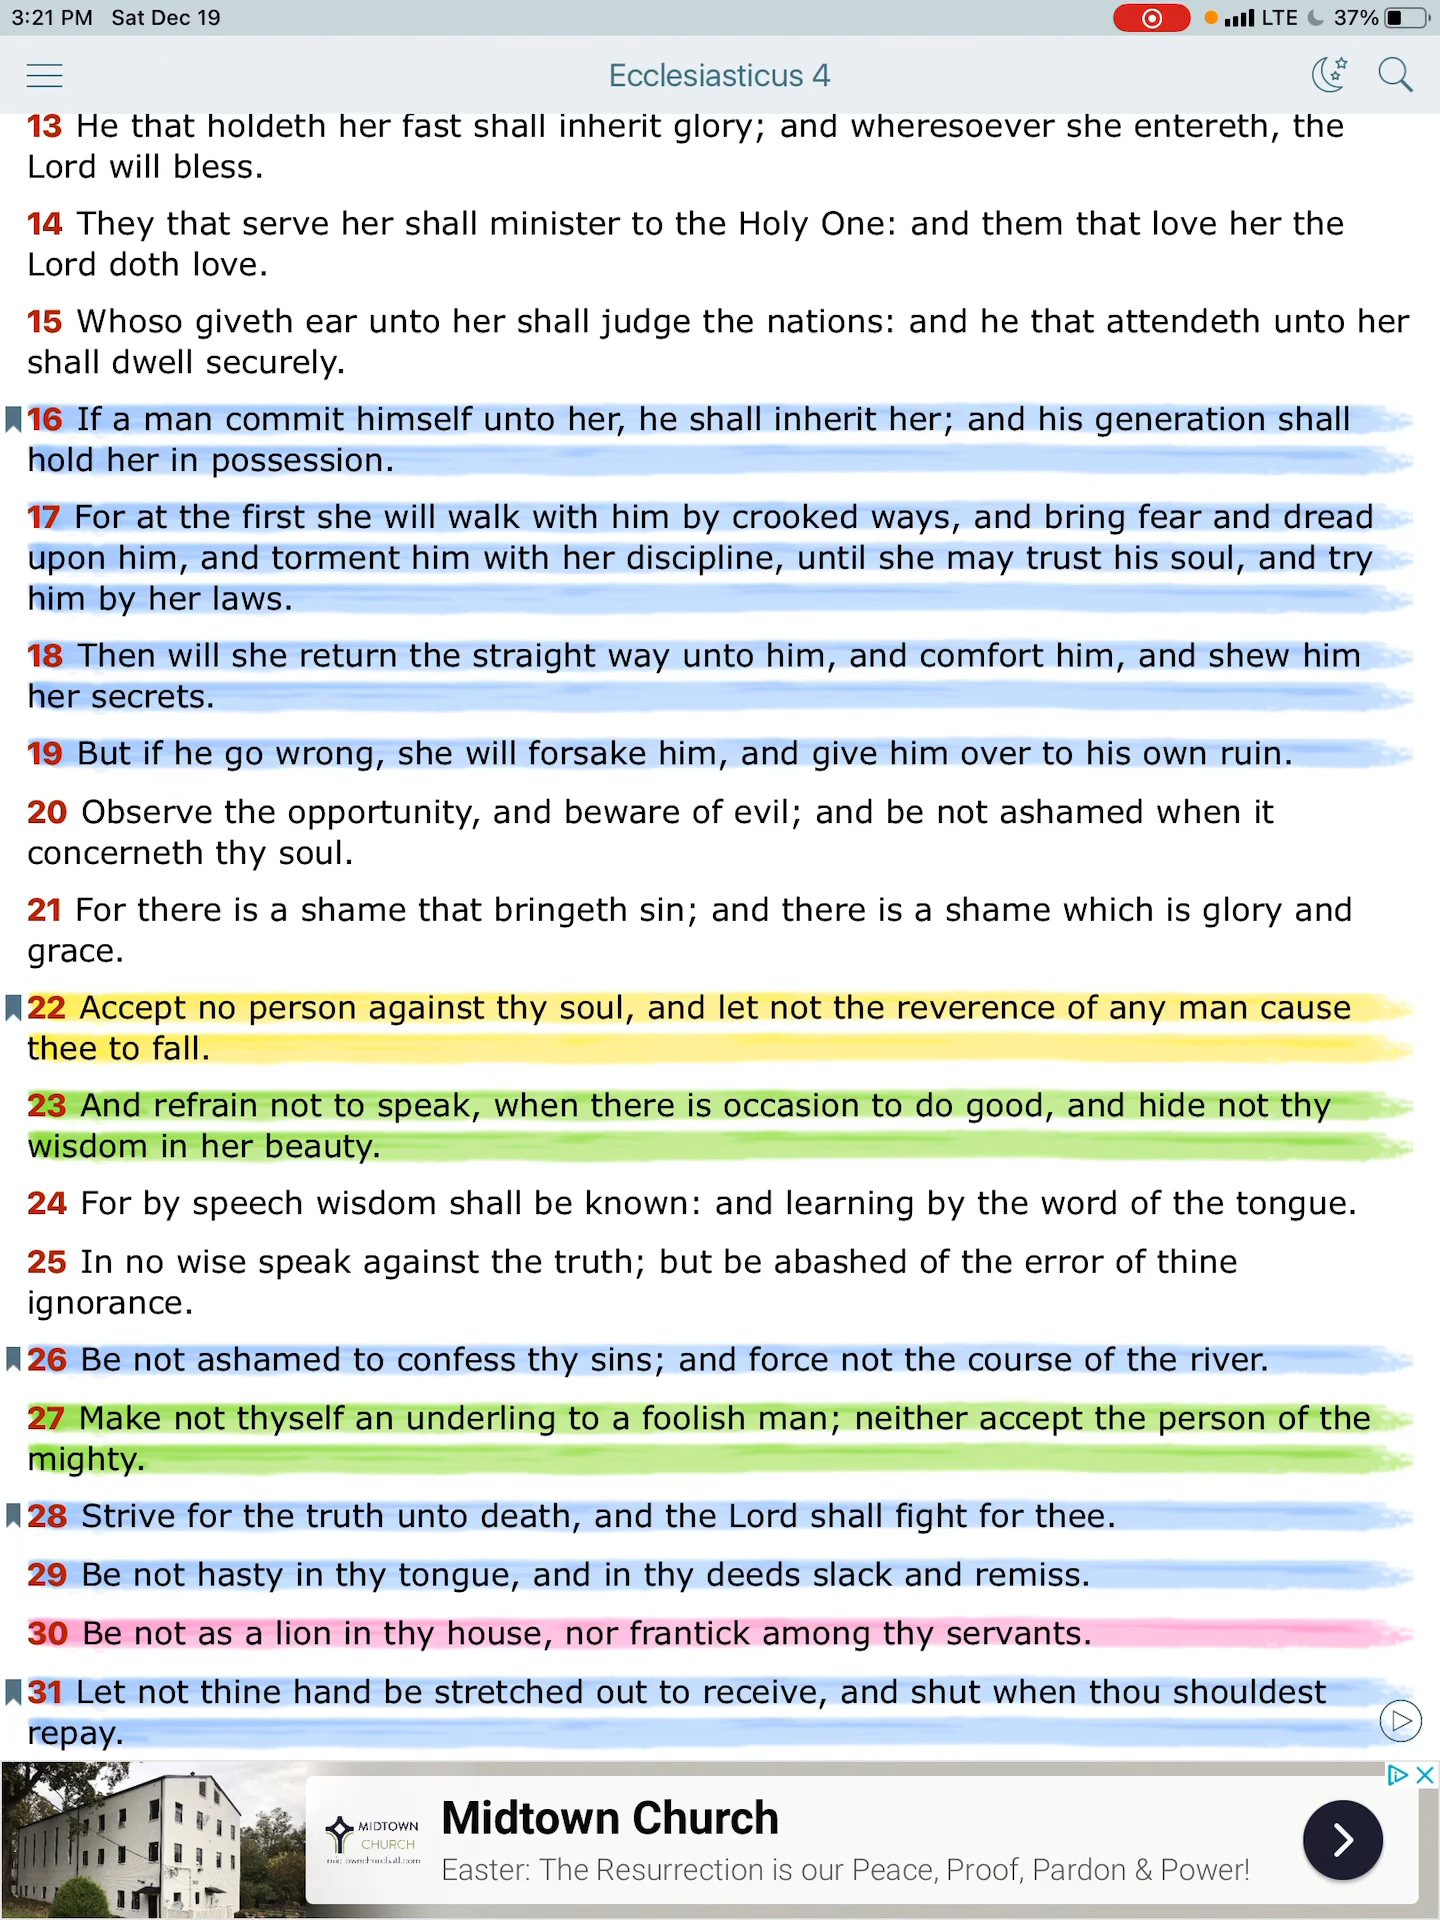 3:21 PM Sat Dec 19
LTE 37%
Ecclesiasticus 4
13 He that holdeth her fast shall inherit glory; and wheresoever she entereth, the
Lord will bless.
14 They that serve her shall minister to the Holy One: and them that love her the
Lord doth love.
15 Whoso giveth ear unto her shall judge the nations: and he that attendeth unto her
shall dwell securely.
16 If a man commit himself unto her, he shall inherit her; and his generation shall
hold her in possession.
17 For at the first she will walk with him by crooked ways, and bring fear and dread
upon him, and torment him with her discipline, until she may trust his soul, and try
him by her laws.
18 Then will she return the straight way unto him, and comfort him, and shew him
her secrets.
19 But if he go wrong, she will forsake him, and give him over to his own ruin.
20 Observe the opportunity, and beware of evil; and be not ashamed when it
concerneth thy soul.
21 For there is a shame that bringeth sin; and there is a shame which is glory and
grace.
22 Accept no person against thy soul, and let not the reverence of any man cause
thee to fall.
23 And refrain not to speak, when there is occasion to do good, and hide not thy
wisdom in her beauty.
24 For by speech wisdom shall be known: and learning by the word of the tongue.
25 In no wise speak against the truth; but be abashed of the error of thine
ignorance.
26 Be not ashamed to confess thy sins; and force not the course of the river.
27 Make not thyself an underling to a foolish man; neither accept the person of the
mighty.
28 Strive for the truth unto death, and the Lord shall fight for thee.
29 Be not hasty in thy tongue, and in thy deeds slack and remiss.
30 Be not as a lion in thy house, nor frantick among thy servants.
31 Let not thine hand be stretched out to receive, and shut when thou shouldest
repay.
MIDTOWN
CHURCH
Midtown Church
Easter: The Resurrection is our Peace, Proof, Pardon & Power!